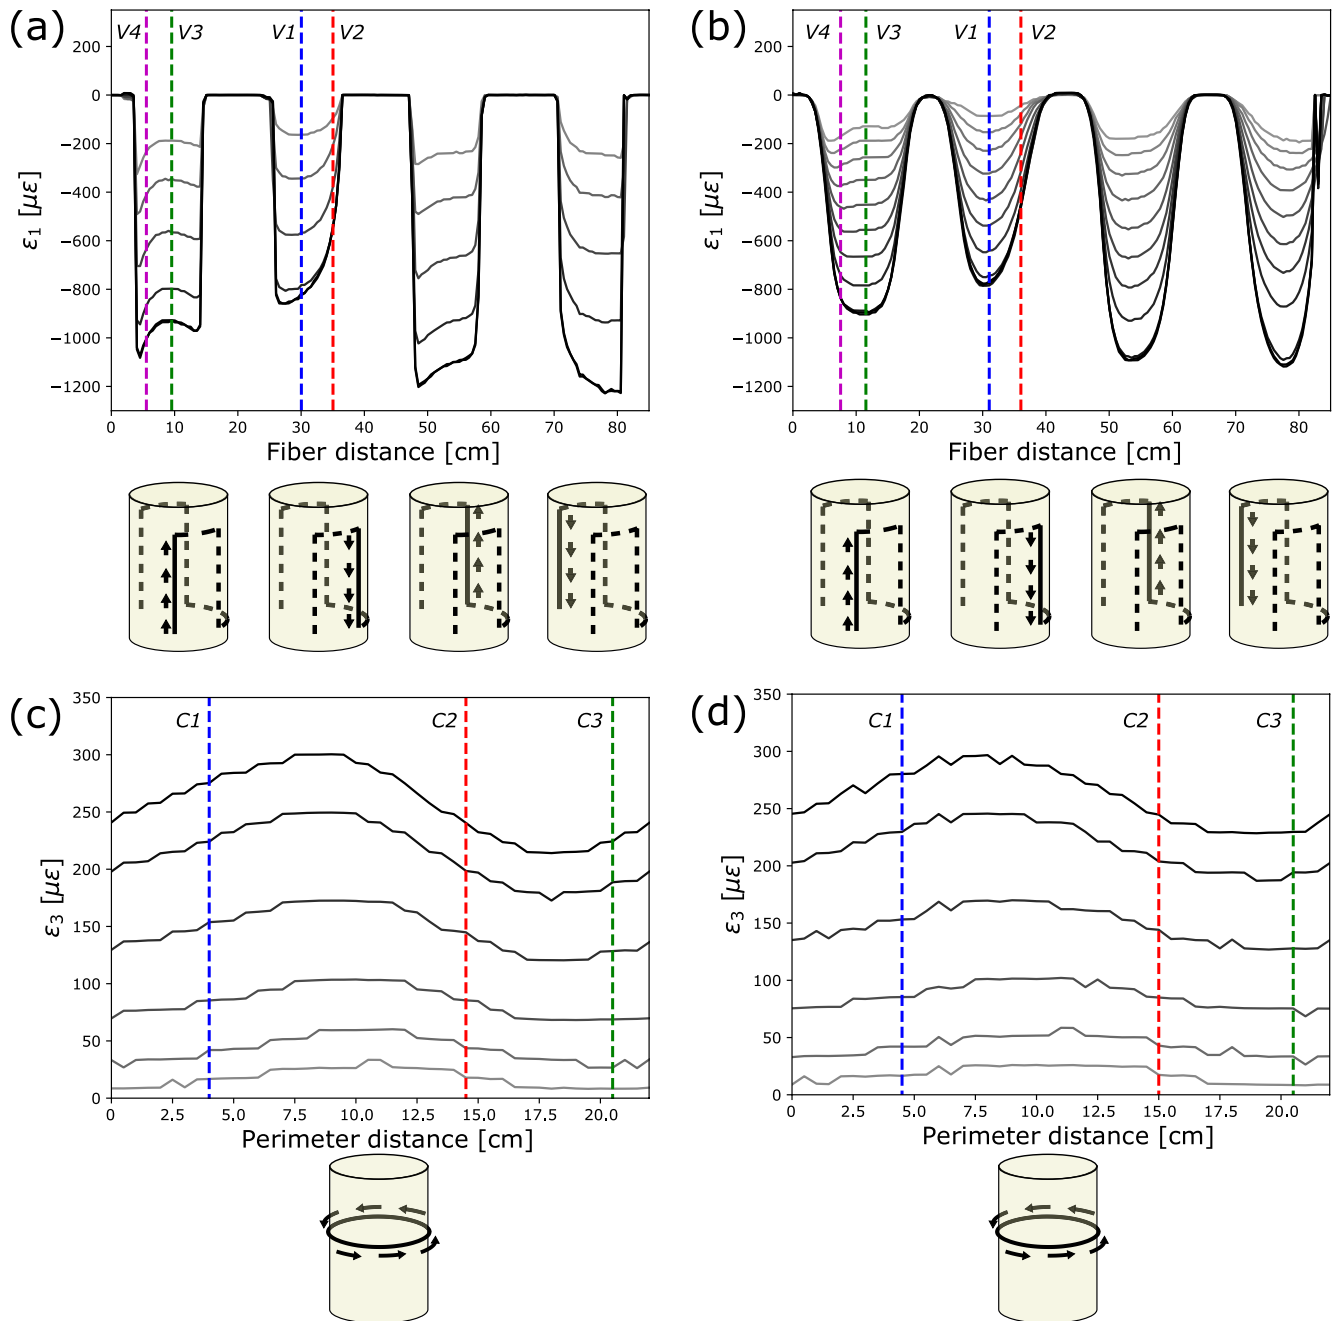 (a)
V4 V3 V1 V2
200
0
−200
−400
−600
−800
−1000
−1200
ε1 [με]
0 10 20 30 40 50 60 70 80
Fiber distance [cm]
(b)
V4 V3 V1 V2
200
0
−200
−400
−600
−800
−1000
−1200
ε1 [με]
0 10 20 30 40 50 60 70 80
Fiber distance [cm]
(c)
C1 C2 C3
350
300
250
200
150
100
50
0
ε3 [με]
0 2.5 5.0 7.5 10.0 12.5 15.0 17.5 20.0
Perimeter distance [cm]
(d)
C1 C2 C3
350
300
250
200
150
100
50
0
ε3 [με]
0 2.5 5.0 7.5 10.0 12.5 15.0 17.5 20.0
Perimeter distance [cm]